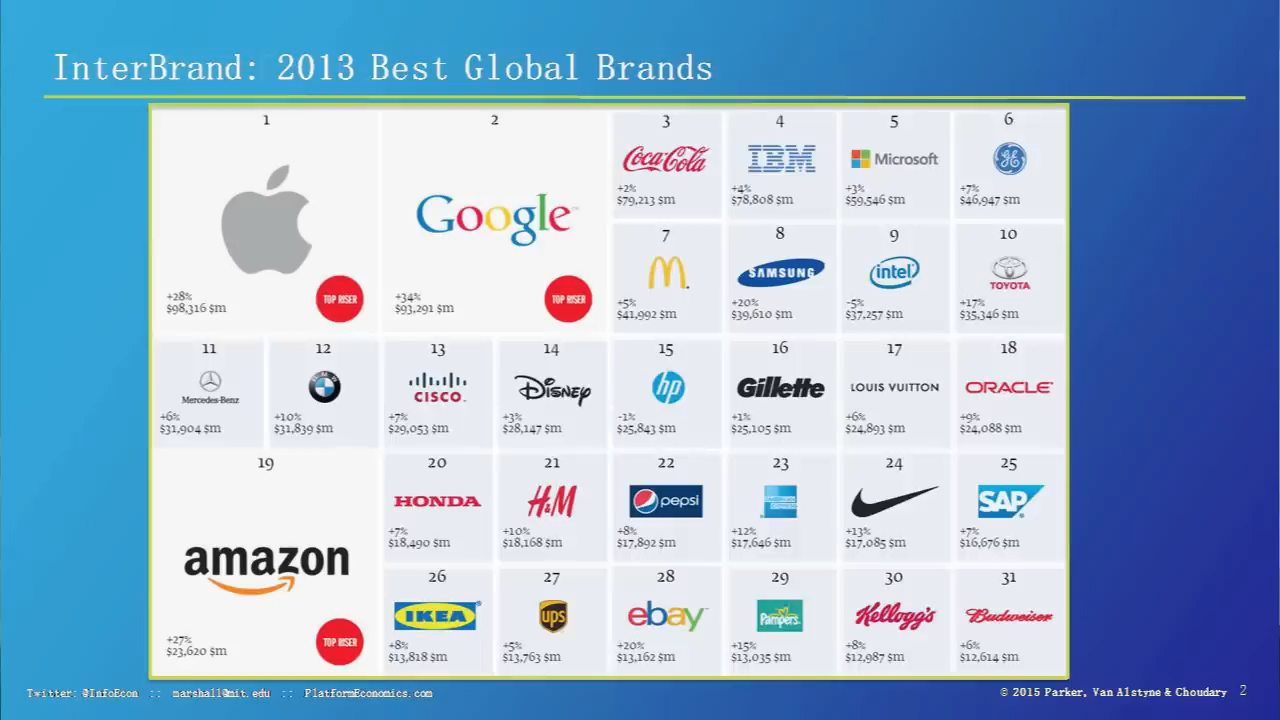 InterBrand: 2013 Best Global Brands
1
+28%
$98,316 $m
TOP RISER
2
Google
+34%
$93,291 $m
TOP RISER
3
Coca-Cola
+2%
$79,213 $m
4
IBM
+4%
$78,808 $m
5
Microsoft
+3%
$59,546 $m
6
GE
+7%
$46,947 $m
7
+5%
$41,992 $m
8
SAMSUNG
+20%
$39,610 $m
9
intel
-5%
$37,257 $m
10
TOYOTA
+17%
$35,346 $m
11
Mercedes-Benz
+6%
$31,904 $m
12
BMW
+10%
$31,839 $m
13
CISCO
+7%
$29,053 $m
14
Disney
+3%
$28,147 $m
15
hp
-1%
$25,843 $m
16
Gillette
+1%
$25,105 $m
17
LOUIS VUITTON
+6%
$24,893 $m
18
ORACLE
+9%
$24,088 $m
19
amazon
+27%
$23,620 $m
TOP RISER
20
HONDA
+7%
$18,490 $m
21
H&M
+10%
$18,168 $m
22
pepsi
+8%
$17,892 $m
23
AMERICAN EXPRESS
+12%
$17,646 $m
24
+13%
$17,085 $m
25
SAP
+7%
$16,676 $m
26
IKEA
+8%
$13,818 $m
27
ups
+5%
$13,763 $m
28
ebay
+20%
$13,162 $m
29
Pampers
+15%
$13,035 $m
30
Kellogg's
+8%
$12,987 $m
31
Budweiser
+6%
$12,614 $m
Twitter: @InfoEcon :: marshall@mit.edu :: PlatformEconomics.com
© 2015 Parker, Van Alstyne & Choudary 2